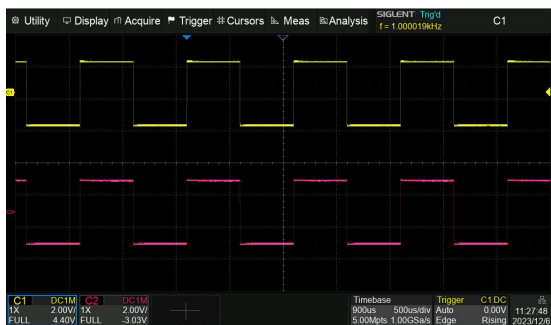 Utility Display Acquire Trigger Cursors Meas Analysis SIGLENT Trig'd C1
f = 1.000019kHz
C1
C2
C1 DC1M C2 DC1M Timebase Trigger C1 DC
1X 2.00V/ 1X 2.00V/ 900us 500us/div Auto 0.00V 11:27:48
FULL 4.40V FULL -3.03V 5.00Mpts 1.00GSa/s Edge Rising 2023/12/6